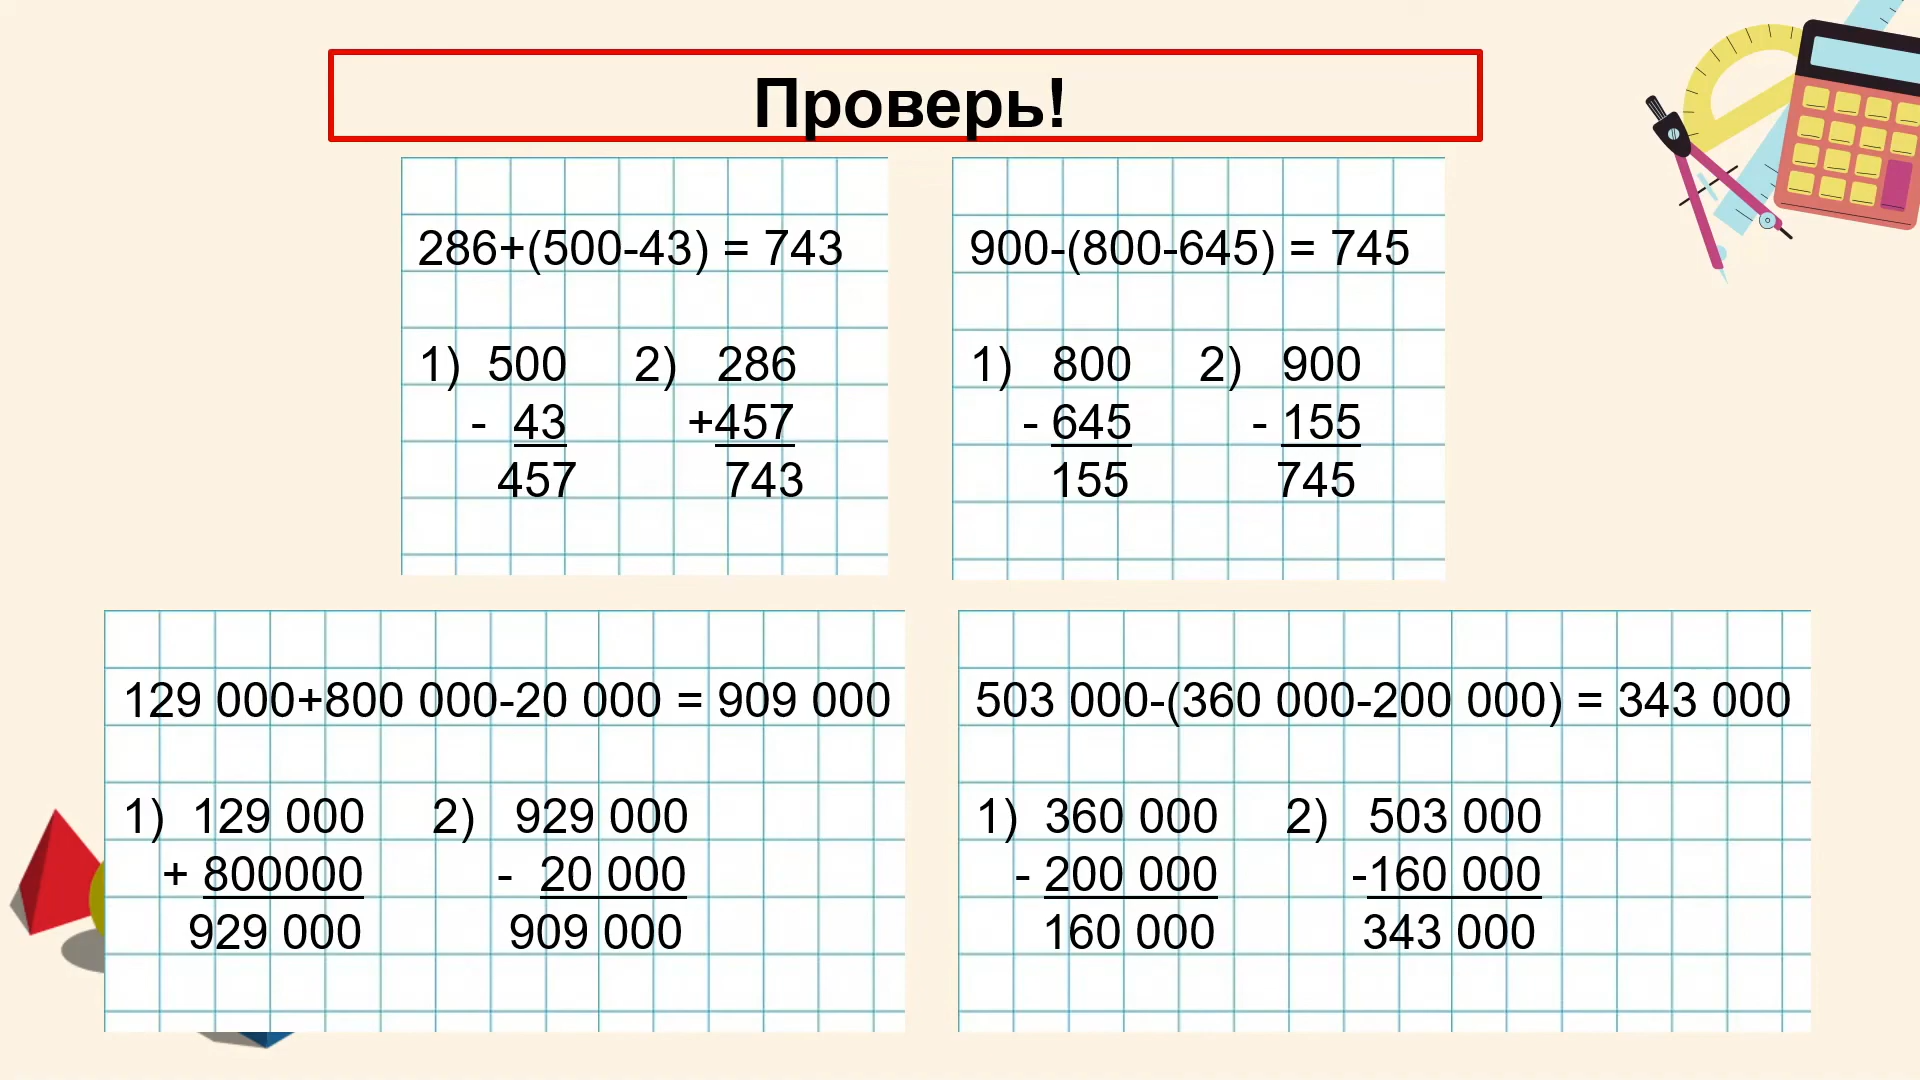 Проверь!
286+(500-43) = 743
1) 500 2) 286
- 43 +457
457 743
900-(800-645) = 745
1) 800 2) 900
- 645 - 155
155 745
129 000+800 000-20 000 = 909 000
1) 129 000 2) 929 000
+ 800000 - 20 000
929 000 909 000
503 000-(360 000-200 000) = 343 000
1) 360 000 2) 503 000
- 200 000 -160 000
160 000 343 000